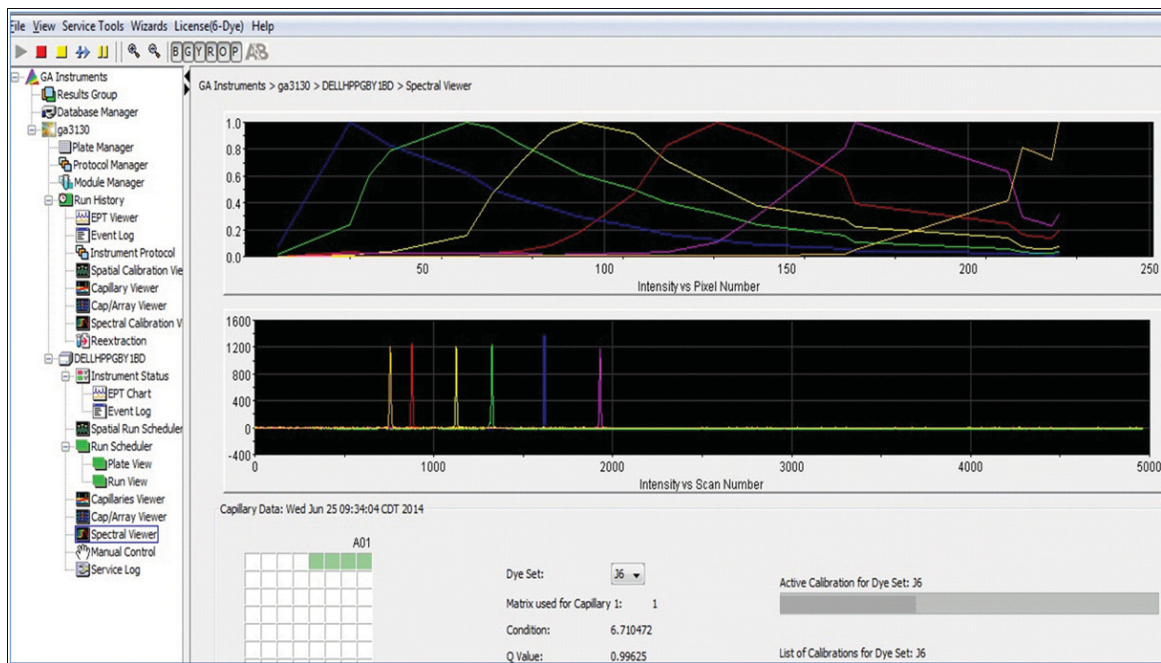 File View Service Tools Wizards License(6-Dye) Help
B G Y R O P AB
GA Instruments
Results Group
Database Manager
ga3130
Plate Manager
Protocol Manager
Module Manager
Run History
EPT Viewer
Event Log
Instrument Protocol
Spatial Calibration Vie
Capillary Viewer
Cap/Array Viewer
Spectral Calibration V
Reextraction
DELLHPPGBY1BD
Instrument Status
EPT Chart
Event Log
Spatial Run Scheduler
Run Scheduler
Plate View
Run View
Capillaries Viewer
Cap/Array Viewer
Spectral Viewer
Manual Control
Service Log
GA Instruments > ga3130 > DELLHPPGBY1BD > Spectral Viewer
1.0
0.8
0.6
0.4
0.2
0.0
50 100 150 200 250
Intensity vs Pixel Number
1600
1200
800
400
0
-400
0 1000 2000 3000 4000 5000
Intensity vs Scan Number
Capillary Data: Wed Jun 25 09:34:04 CDT 2014
A01
Dye Set: J6
Matrix used for Capillary 1: 1
Condition: 6.710472
Q Value: 0.99625
Active Calibration for Dye Set: J6
List of Calibrations for Dye Set: J6